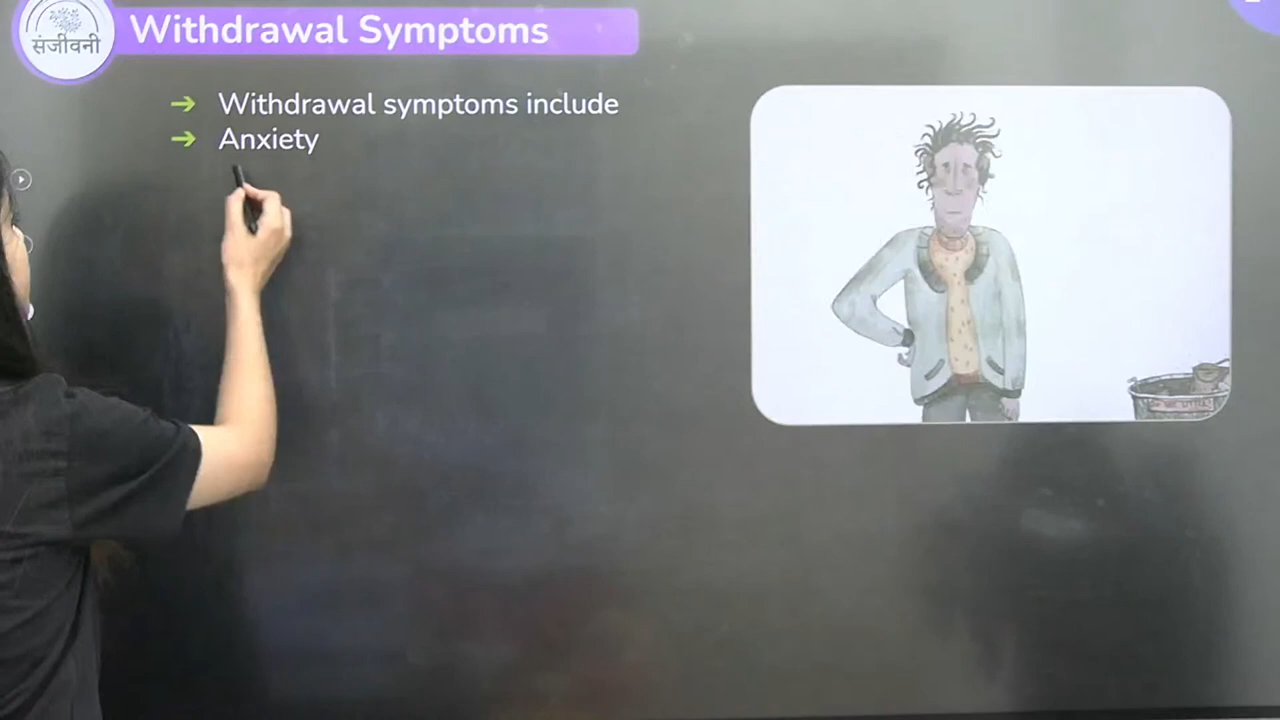 संजीवनी
Withdrawal Symptoms
➔ Withdrawal symptoms include
➔ Anxiety